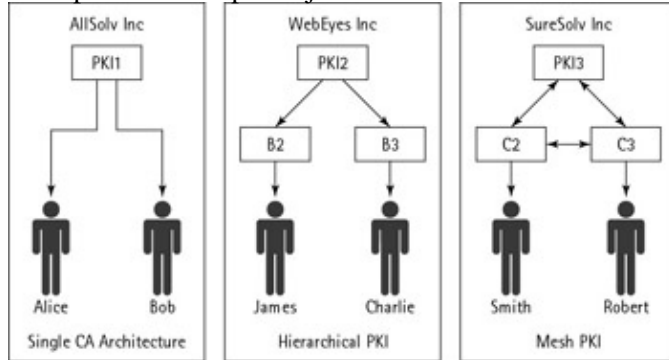 AllSolv Inc
PKI1
Alice
Bob
Single CA Architecture
WebEyes Inc
PKI2
B2
B3
James
Charlie
Hierarchical PKI
SureSolv Inc
PKI3
C2
C3
Smith
Robert
Mesh PKI